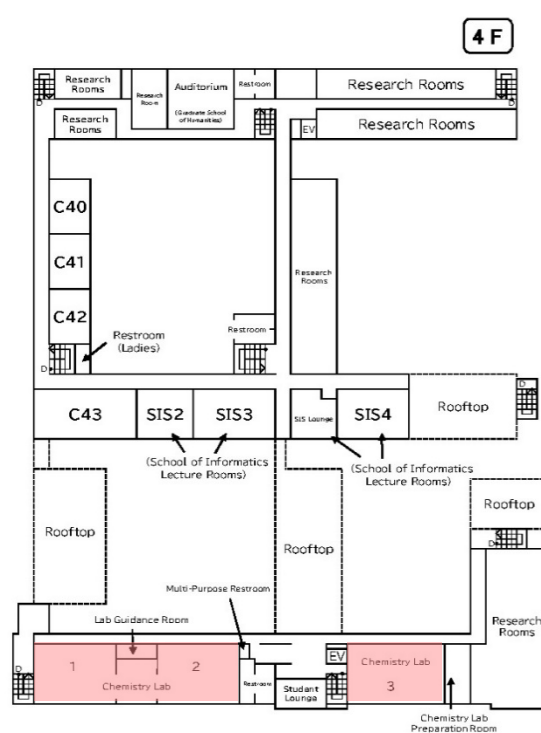 4 F
Research
Rooms
Research
Room
Auditorium
(Graduate School
of Humanities)
Restroom
Research Rooms
D
D
Research
Rooms
EV
Research Rooms
C40
C41
C42
Research
Rooms
Restroom
(Ladies)
Restroom
D
C43
SIS2
SIS3
SIS Lounge
SIS4
Rooftop
D
(School of Informatics
Lecture Rooms)
(School of Informatics
Lecture Rooms)
Rooftop
Rooftop
Rooftop
D
Multi-Purpose Restroom
Lab Guidance Room
Research
Rooms
D
1
2
Chemistry Lab
Restroom
EV
Student
Lounga
Chemistry Lab
3
Chemistry Lab
Preparation Room